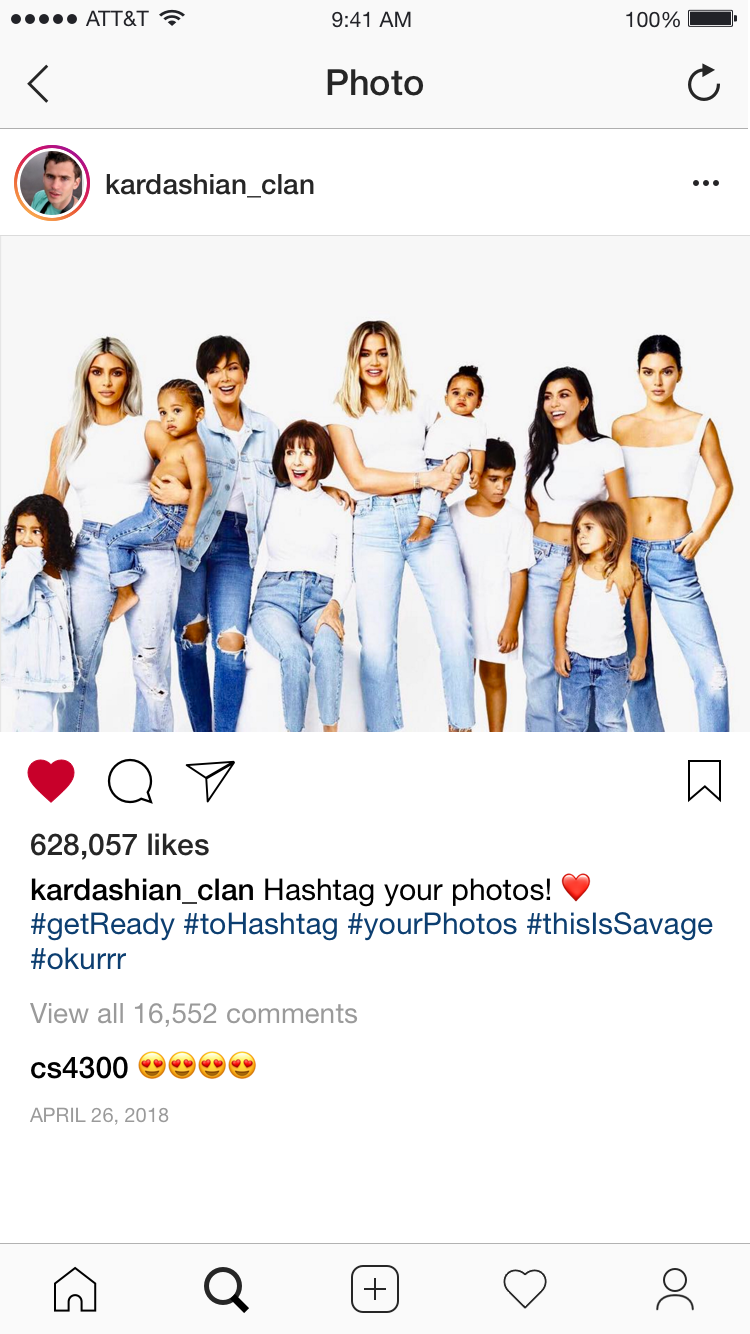 ATT&T 9:41 AM 100%
Photo
kardashian_clan
628,057 likes
kardashian_clan Hashtag your photos! ❤️
#getReady #toHashtag #yourPhotos #thisIsSavage
#okurrr
View all 16,552 comments
cs4300 😍😍😍😍
APRIL 26, 2018